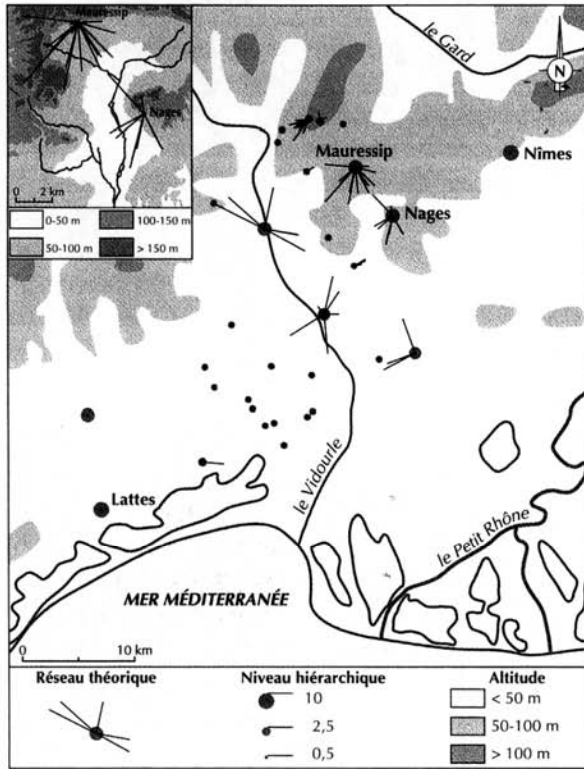 Mauressip
Nages
0 2 km
0-50 m 100-150 m
50-100 m > 150 m
le Gard
N
Mauressip
Nîmes
Nages
le Vidourle
Lattes
le Petit Rhône
MER MÉDITERRANÉE
0 10 km
Réseau théorique Niveau hiérarchique Altitude
10 < 50 m
2,5 50-100 m
0,5 > 100 m